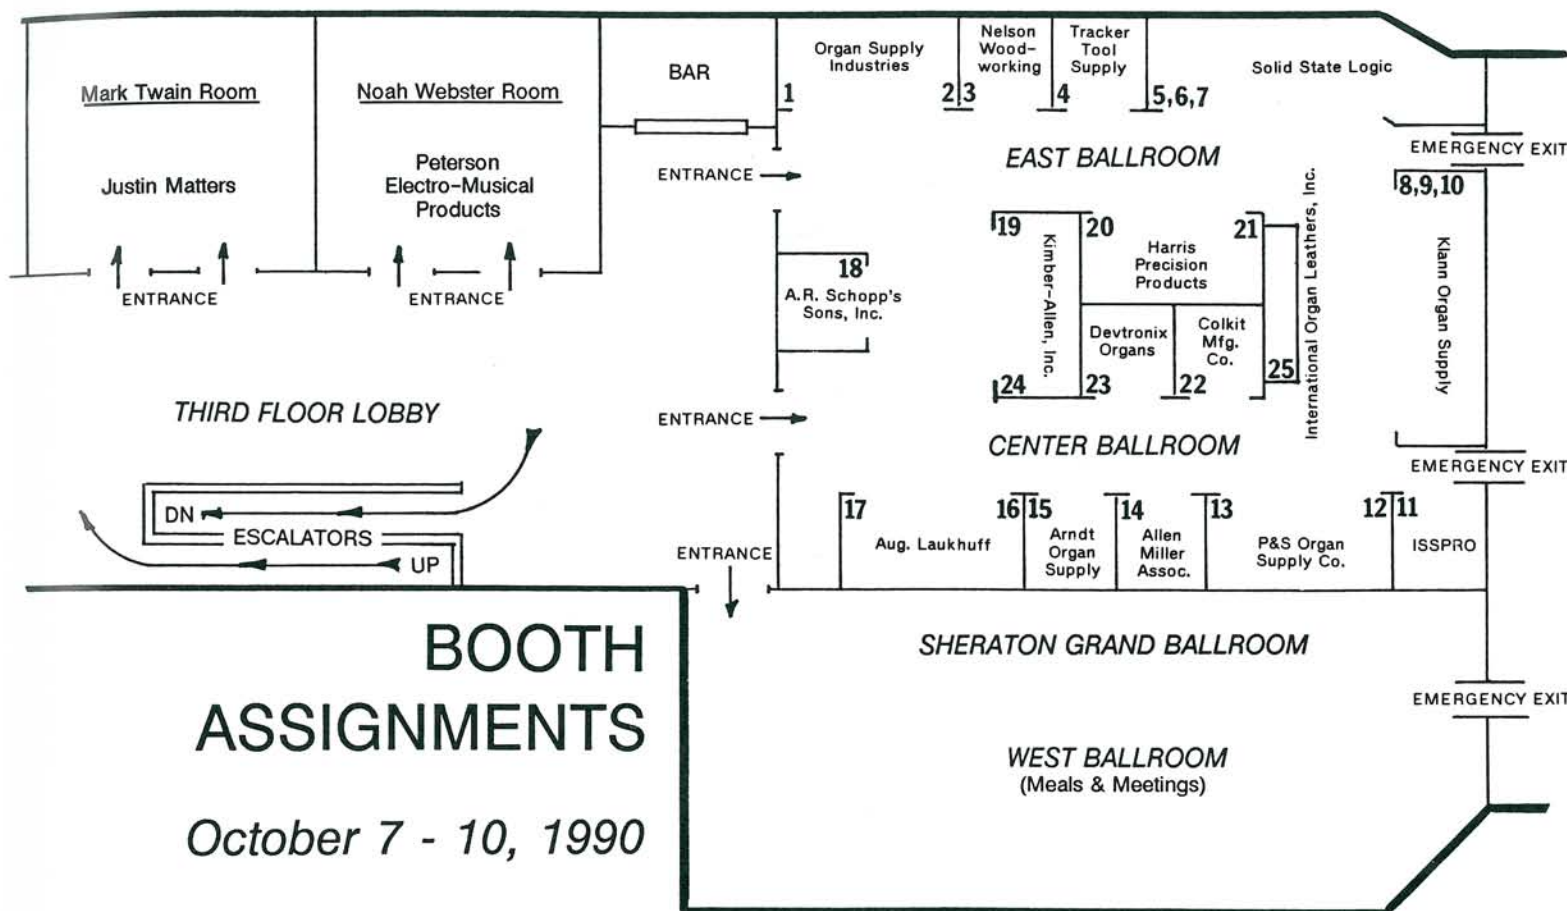 Mark Twain Room
Justin Matters
ENTRANCE
Noah Webster Room
Peterson
Electro-Musical
Products
ENTRANCE
BAR
ENTRANCE
1
Organ Supply
Industries
2
3
Nelson
Wood-
working
4
Tracker
Tool
Supply
5,6,7
Solid State Logic
EMERGENCY EXIT
EAST BALLROOM
8,9,10
Klann Organ Supply
18
A.R. Schopp's
Sons, Inc.
19
Kimber-Allen, Inc.
24
20
Harris
Precision
Products
21
Devtronix
Organs
23
Colkit
Mfg.
Co.
22
25
International Organ Leathers, Inc.
THIRD FLOOR LOBBY
ENTRANCE
CENTER BALLROOM
EMERGENCY EXIT
DN
ESCALATORS
UP
ENTRANCE
17
Aug. Laukhuff
16
15
Arndt
Organ
Supply
14
Allen
Miller
Assoc.
13
P&S Organ
Supply Co.
12
11
ISSPRO
SHERATON GRAND BALLROOM
EMERGENCY EXIT
WEST BALLROOM
(Meals & Meetings)
BOOTH
ASSIGNMENTS
October 7 - 10, 1990